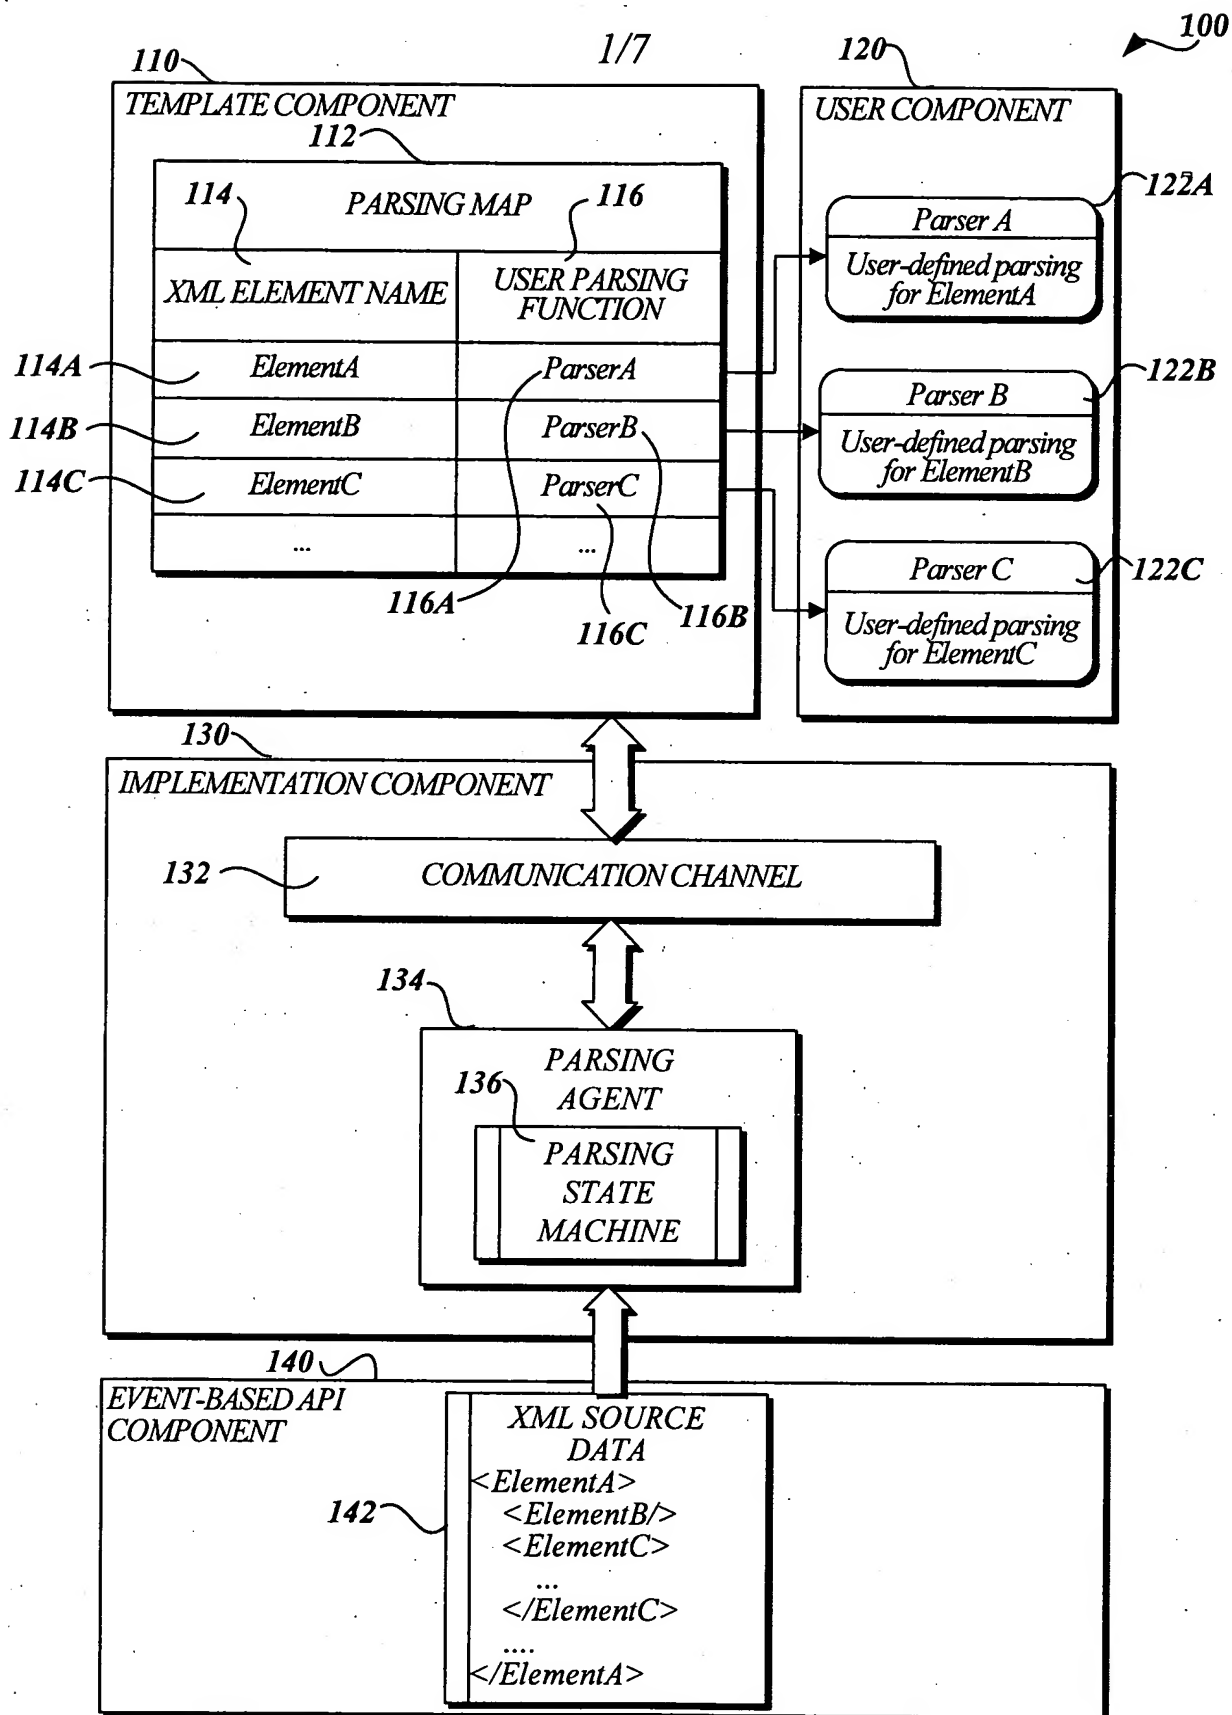 1/7
100
110
120
TEMPLATE COMPONENT
USER COMPONENT
112
PARSING MAP
114
116
XML ELEMENT NAME
USER PARSING
FUNCTION
114A
ElementA
ParserA
114B
ElementB
ParserB
114C
ElementC
ParserC
...
...
116A
116C
116B
122A
Parser A
User-defined parsing
for ElementA
122B
Parser B
User-defined parsing
for ElementB
122C
Parser C
User-defined parsing
for ElementC
130
IMPLEMENTATION COMPONENT
132
COMMUNICATION CHANNEL
134
PARSING
AGENT
136
PARSING
STATE
MACHINE
140
EVENT-BASED API
COMPONENT
142
XML SOURCE
DATA
<ElementA>
<ElementB/>
<ElementC>
...
</ElementC>
....
</ElementA>